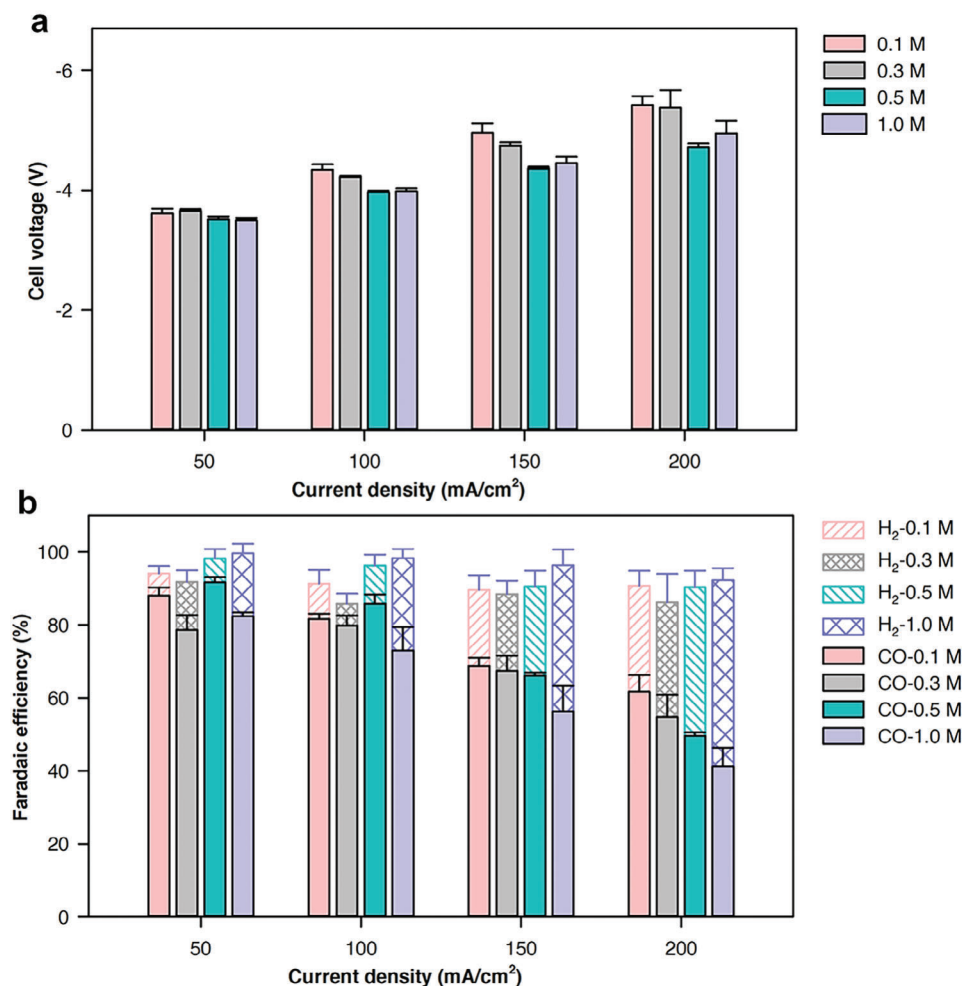 a
-6
-4
-2
0
Cell voltage (V)
50 100 150 200
Current density (mA/cm²)
0.1 M
0.3 M
0.5 M
1.0 M
b
100
80
60
40
20
0
Faradaic efficiency (%)
50 100 150 200
Current density (mA/cm²)
H₂-0.1 M
H₂-0.3 M
H₂-0.5 M
H₂-1.0 M
CO-0.1 M
CO-0.3 M
CO-0.5 M
CO-1.0 M